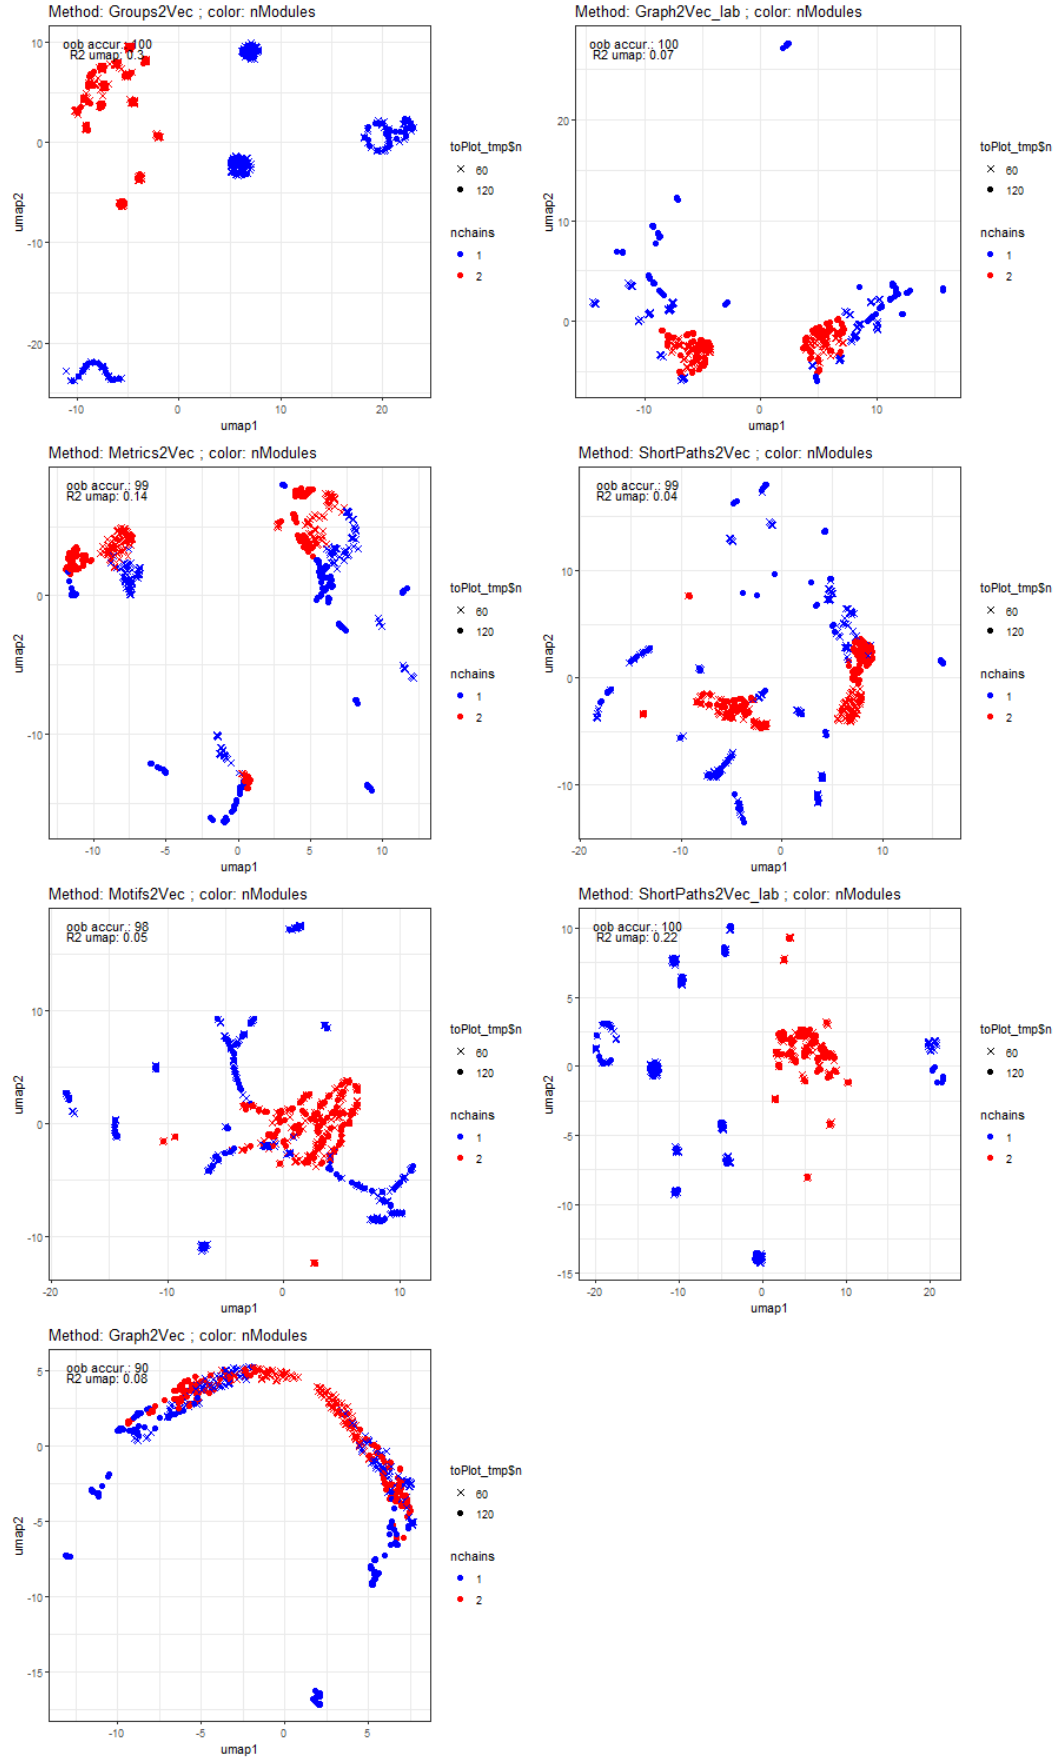 Method: Groups2Vec ; color: nModules
oob accur.: 100
R2 umap: 0.3
10
0
-10
-20
umap2
-10
0
10
20
umap1
toPlot_tmp$n
60
120
nchains
1
2
Method: Graph2Vec_lab ; color: nModules
oob accur.: 100
R2 umap: 0.07
20
10
0
umap2
-10
0
10
umap1
toPlot_tmp$n
60
120
nchains
1
2
Method: Metrics2Vec ; color: nModules
oob accur.: 99
R2 umap: 0.14
0
-10
umap2
-10
-5
0
5
10
umap1
toPlot_tmp$n
60
120
nchains
1
2
Method: ShortPaths2Vec ; color: nModules
oob accur.: 99
R2 umap: 0.04
10
0
-10
umap2
-20
-10
0
10
umap1
toPlot_tmp$n
60
120
nchains
1
2
Method: Motifs2Vec ; color: nModules
oob accur.: 98
R2 umap: 0.05
10
0
-10
umap2
-20
-10
0
10
umap1
toPlot_tmp$n
60
120
nchains
1
2
Method: ShortPaths2Vec_lab ; color: nModules
oob accur.: 100
R2 umap: 0.22
10
5
0
-5
-10
-15
umap2
-20
-10
0
10
20
umap1
toPlot_tmp$n
60
120
nchains
1
2
Method: Graph2Vec ; color: nModules
oob accur.: 90
R2 umap: 0.08
5
0
-5
-10
-15
umap2
-10
-5
0
5
umap1
toPlot_tmp$n
60
120
nchains
1
2